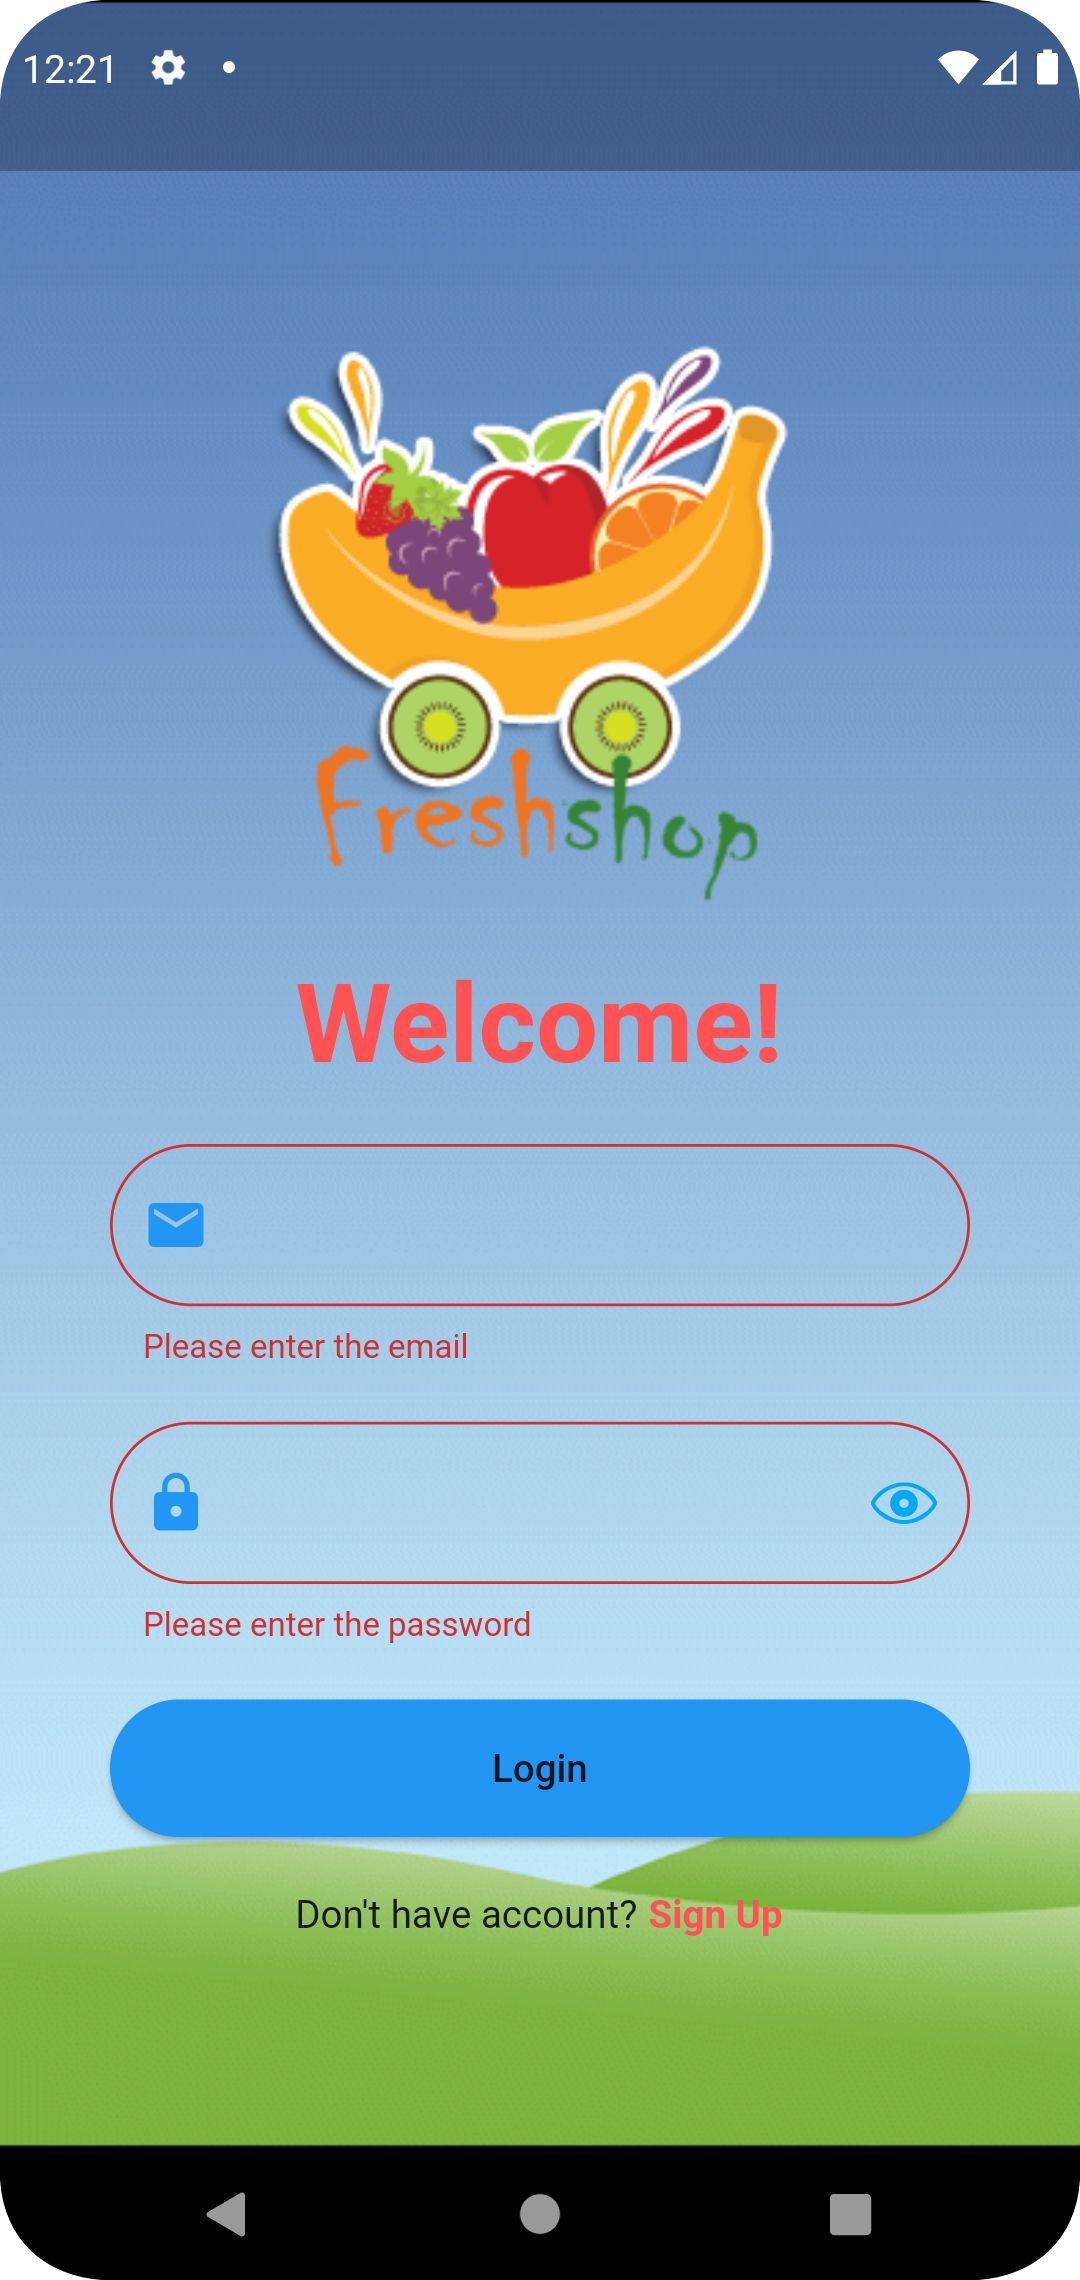 12:21
Freshshop
Welcome!
Please enter the email
Please enter the password
Login
Don't have account? Sign Up